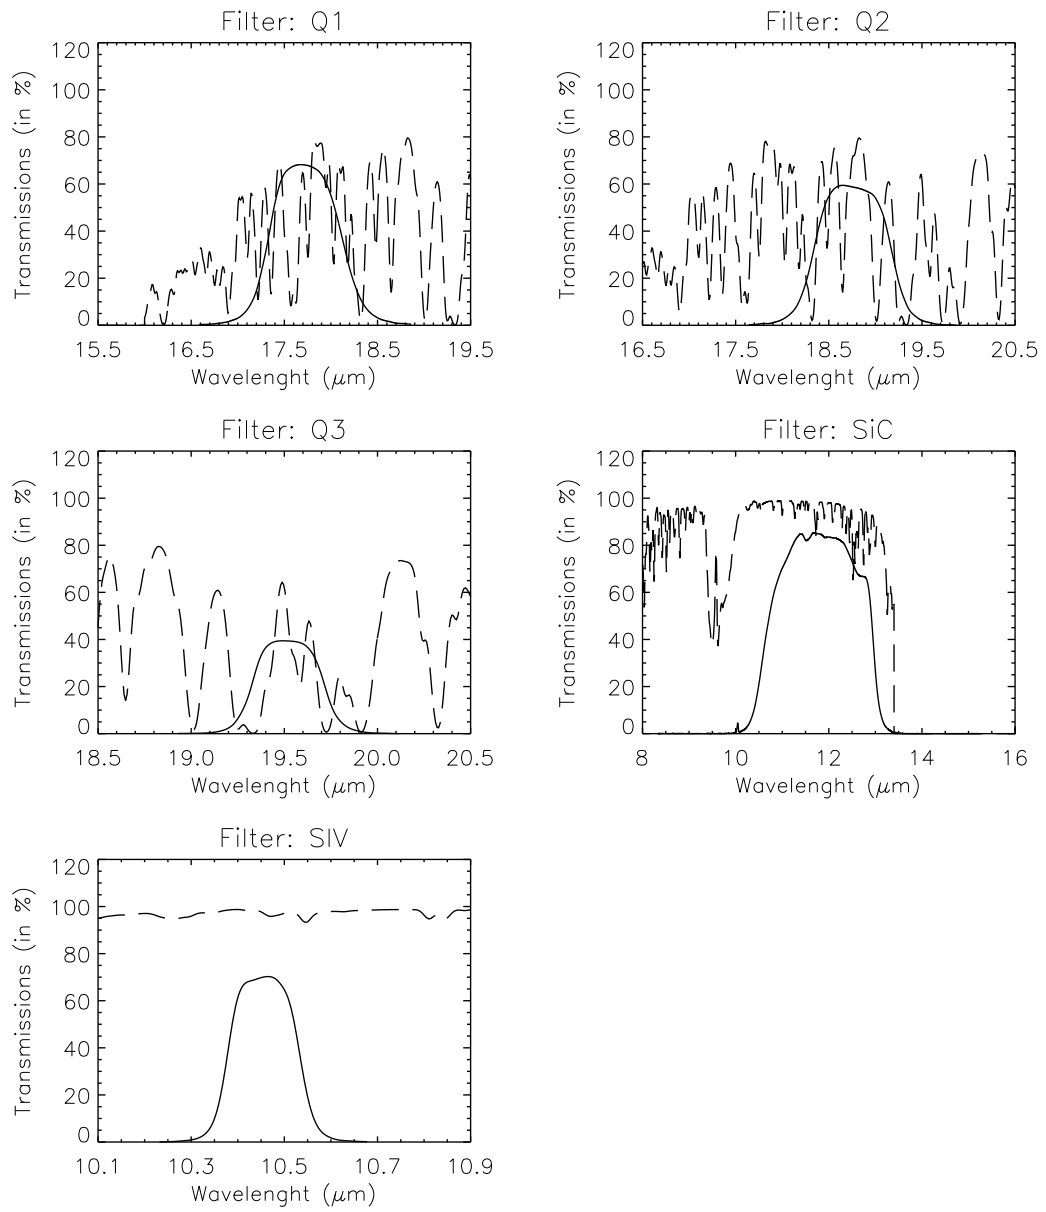 Filter: Q1
Transmissions (in %)
120
100
80
60
40
20
0
15.5 16.5 17.5 18.5 19.5
Wavelenght (μm)
Filter: Q2
Transmissions (in %)
120
100
80
60
40
20
0
16.5 17.5 18.5 19.5 20.5
Wavelenght (μm)
Filter: Q3
Transmissions (in %)
120
100
80
60
40
20
0
18.5 19.0 19.5 20.0 20.5
Wavelenght (μm)
Filter: SiC
Transmissions (in %)
120
100
80
60
40
20
0
8 10 12 14 16
Wavelenght (μm)
Filter: SIV
Transmissions (in %)
120
100
80
60
40
20
0
10.1 10.3 10.5 10.7 10.9
Wavelenght (μm)